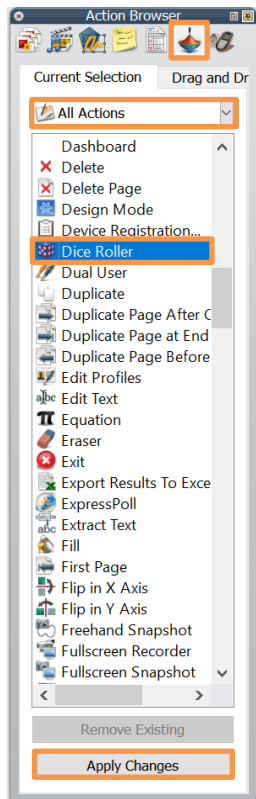 Action Browser
Current Selection
Drag and Dr
All Actions
Dashboard
Delete
Delete Page
Design Mode
Device Registration...
Dice Roller
Dual User
Duplicate
Duplicate Page After C
Duplicate Page at End
Duplicate Page Before
Edit Profiles
Edit Text
Equation
Eraser
Exit
Export Results To Exce
ExpressPoll
Extract Text
Fill
First Page
Flip in X Axis
Flip in Y Axis
Freehand Snapshot
Fullscreen Recorder
Fullscreen Snapshot
Remove Existing
Apply Changes